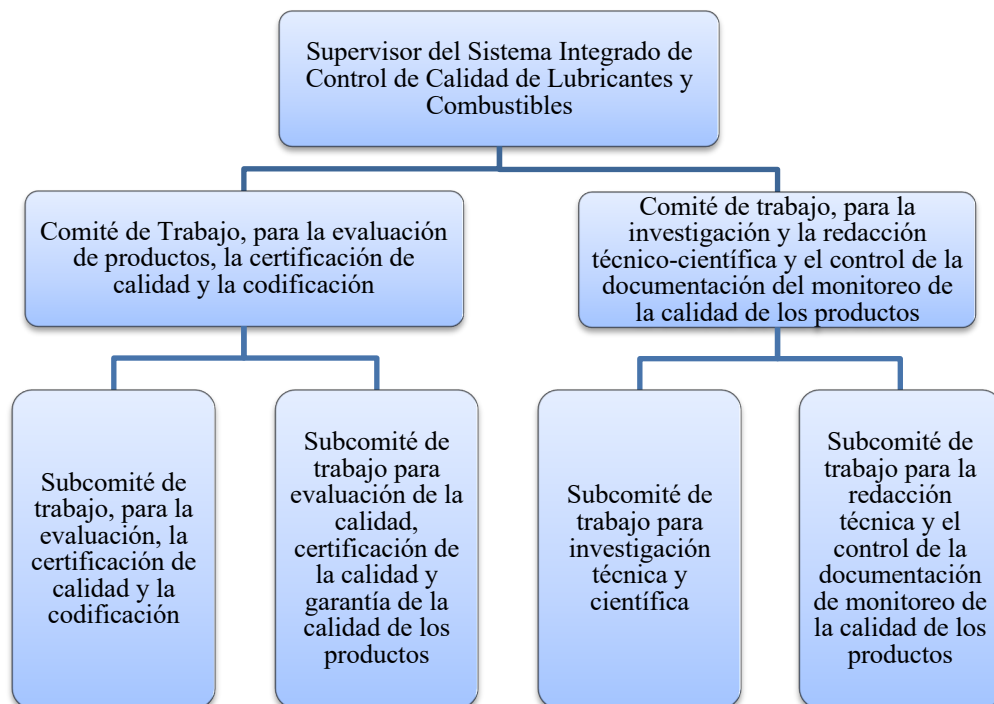 Supervisor del Sistema Integrado de
Control de Calidad de Lubricantes y
Combustibles
Comité de Trabajo, para la evaluación
de productos, la certificación de
calidad y la codificación
Comité de trabajo, para la
investigación y la redacción
técnico-científica y el control de la
documentación del monitoreo de
la calidad de los productos
Subcomité de
trabajo, para la
evaluación, la
certificación de
calidad y la
codificación
Subcomité de
trabajo para
evaluación de la
calidad,
certificación de
la calidad y
garantía de la
calidad de los
productos
Subcomité de
trabajo para
investigación
técnica y
científica
Subcomité de
trabajo para la
redacción
técnica y el
control de la
documentación
de monitoreo de
la calidad de los
productos